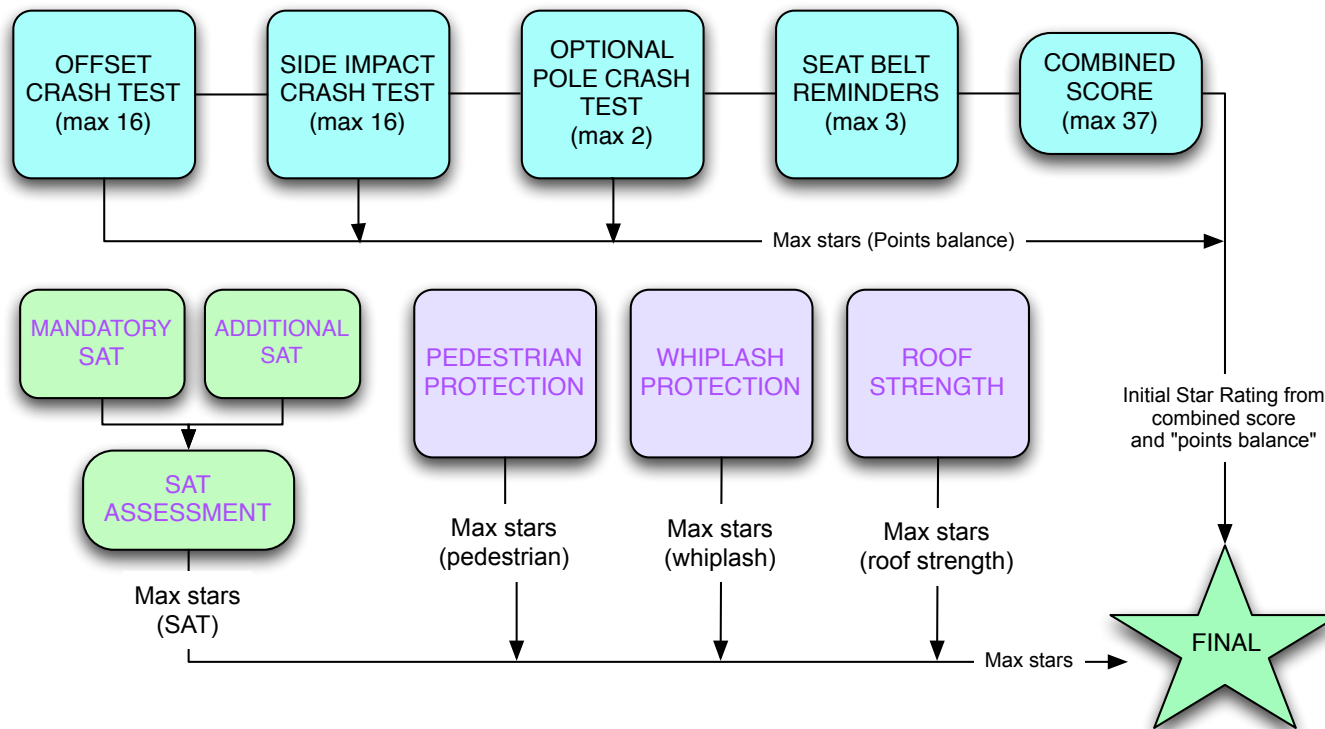 OFFSET
CRASH TEST
(max 16)
SIDE IMPACT
CRASH TEST
(max 16)
OPTIONAL
POLE CRASH
TEST
(max 2)
SEAT BELT
REMINDERS
(max 3)
COMBINED
SCORE
(max 37)
Max stars (Points balance)
MANDATORY
SAT
ADDITIONAL
SAT
PEDESTRIAN
PROTECTION
WHIPLASH
PROTECTION
ROOF
STRENGTH
Initial Star Rating from
combined score
and "points balance"
SAT
ASSESSMENT
Max stars
(pedestrian)
Max stars
(whiplash)
Max stars
(roof strength)
Max stars
(SAT)
Max stars
FINAL